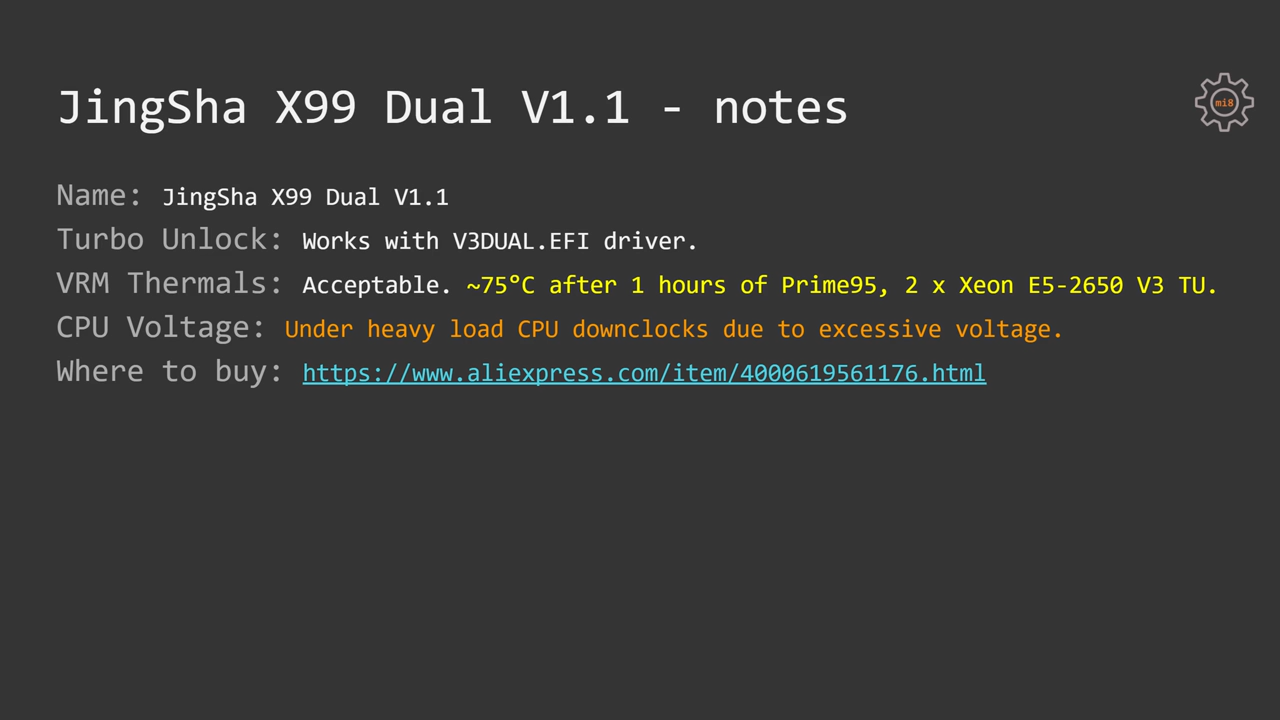 JingSha X99 Dual V1.1 - notes
mi8
Name: JingSha X99 Dual V1.1
Turbo Unlock: Works with V3DUAL.EFI driver.
VRM Thermals: Acceptable. ~75°C after 1 hours of Prime95, 2 x Xeon E5-2650 V3 TU.
CPU Voltage: Under heavy load CPU downclocks due to excessive voltage.
Where to buy: https://www.aliexpress.com/item/4000619561176.html